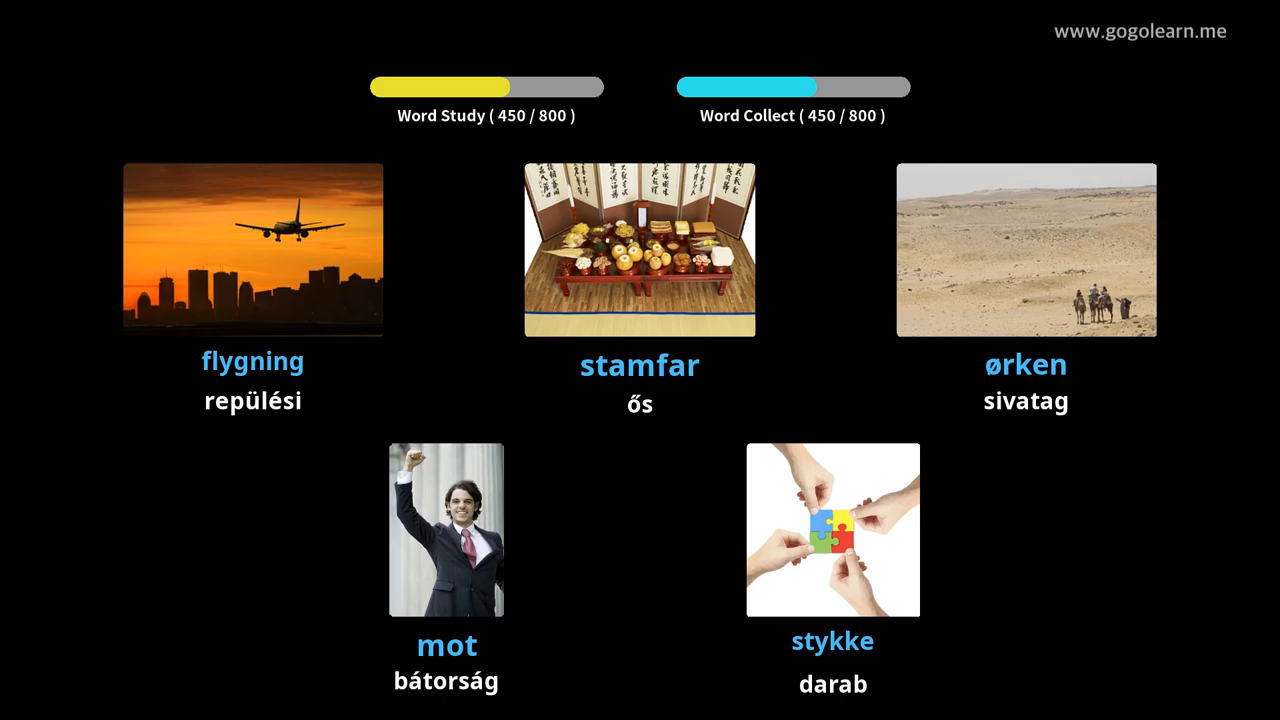 www.gogolearn.me
Word Study ( 450 / 800 )
Word Collect ( 450 / 800 )
flygning
repülési
stamfar
ős
ørken
sivatag
mot
bátorság
stykke
darab